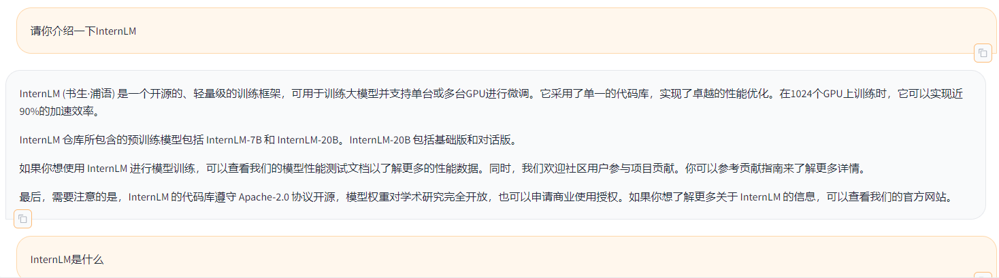 请你介绍一下InternLM
InternLM (书生·浦语) 是一个开源的、轻量级的训练框架，可用于训练大模型并支持单台或多台GPU进行微调。它采用了单一的代码库，实现了卓越的性能优化。在1024个GPU上训练时，它可以实现近
90%的加速效率。
InternLM 仓库所包含的预训练模型包括 InternLM-7B 和 InternLM-20B。InternLM-20B 包括基础版和对话版。
如果你想使用 InternLM 进行模型训练，可以查看我们的模型性能测试文档以了解更多的性能数据。同时，我们欢迎社区用户参与项目贡献。你可以参考贡献指南来了解更多详情。
最后，需要注意的是，InternLM 的代码库遵守 Apache-2.0 协议开源，模型权重对学术研究完全开放，也可以申请商业使用授权。如果你想了解更多关于 InternLM 的信息，可以查看我们的官方网站。
InternLM是什么